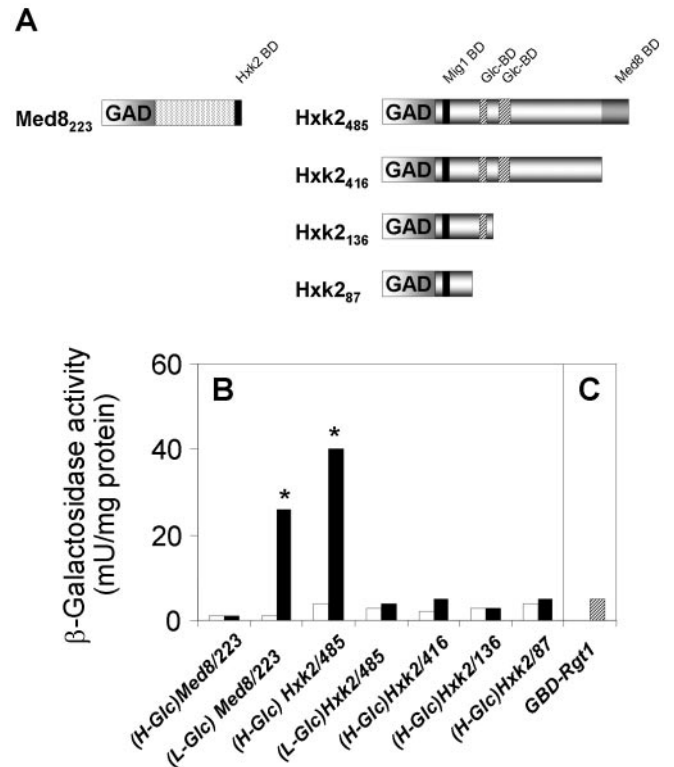 A
Hxk2 BD
Med8223 GAD
Mig1 BD Glc-BD Glc-BD Med8 BD
Hxk2485 GAD
Hxk2416 GAD
Hxk2136 GAD
Hxk287 GAD
β-Galactosidase activity
(mU/mg protein)
B C
60
40
20
0
* *
(H-Glc)Med8/223
(L-Glc) Med8/223
(H-Glc) Hxk2/485
(L-Glc)Hxk2/485
(H-Glc)Hxk2/416
(H-Glc)Hxk2/136
(H-Glc)Hxk2/87
GBD-Rgt1